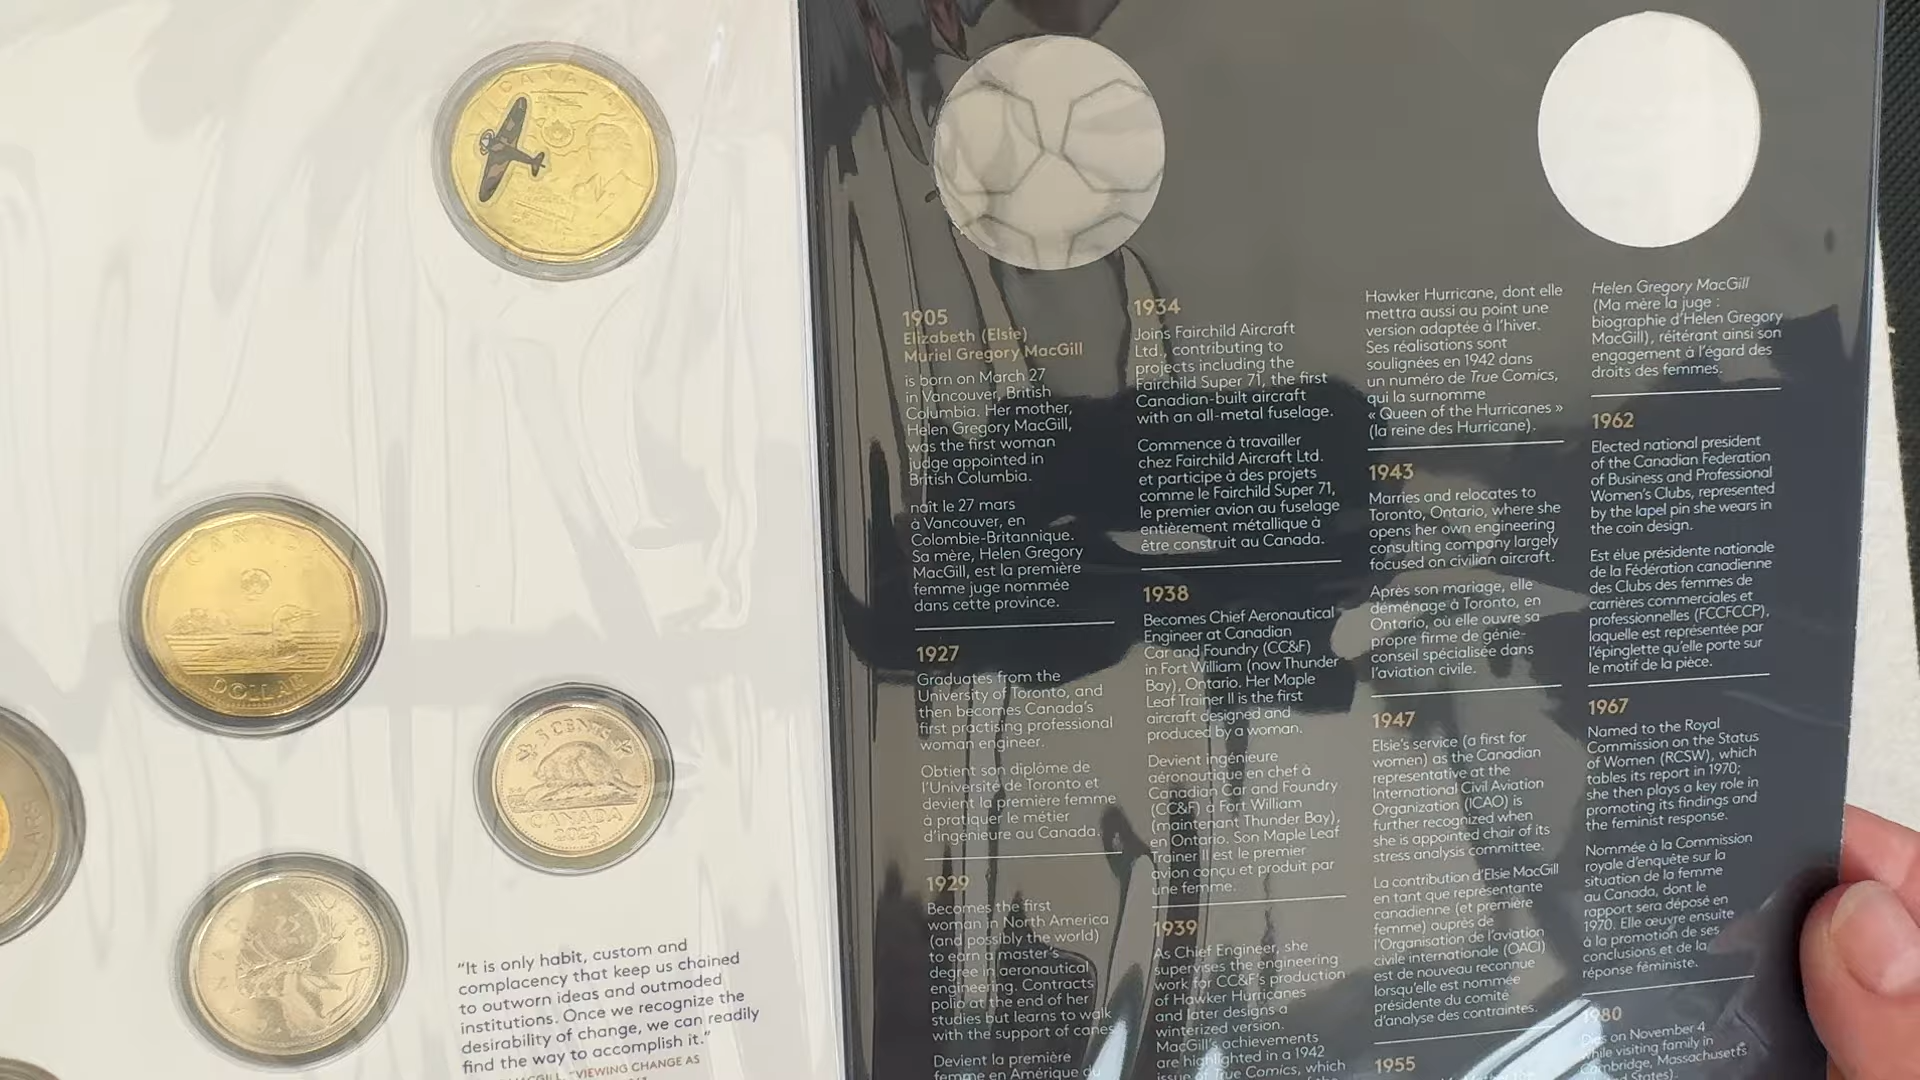 CANADA
CANADA
DOLLAR
5 CENTS
CANADA
2023
2023
"It is only habit, custom and
complacency that keep us chained
to outworn ideas and outmoded
institutions. Once we recognize the
desirability of change, we can readily
find the way to accomplish it."
"VIEWING CHANGE AS
1905
Elizabeth (Elsie)
Muriel Gregory MacGill
is born on March 27
in Vancouver, British
Columbia. Her mother,
Helen Gregory MacGill,
was the first woman
judge appointed in
British Columbia.
naît le 27 mars
à Vancouver, en
Colombie-Britannique.
Sa mère, Helen Gregory
MacGill, est la première
femme juge nommée
dans cette province.
1927
Graduates from the
University of Toronto, and
then becomes Canada's
first practising professional
woman engineer.
Obtient son diplôme de
l'Université de Toronto et
devient la première femme
à pratiquer le métier
d'ingénieure au Canada.
1929
Becomes the first
woman in North America
(and possibly the world)
to earn a master's
degree in aeronautical
engineering. Contracts
polio at the end of her
studies but learns to walk
with the support of canes.
Devient la première
femme en Amérique du
1934
Joins Fairchild Aircraft
Ltd., contributing to
projects including the
Fairchild Super 71, the first
Canadian-built aircraft
with an all-metal fuselage.
Commence à travailler
chez Fairchild Aircraft Ltd.
et participe à des projets
comme le Fairchild Super 71,
le premier avion au fuselage
entièrement métallique à
être construit au Canada.
1938
Becomes Chief Aeronautical
Engineer at Canadian
Car and Foundry (CC&F)
in Fort William (now Thunder
Bay), Ontario. Her Maple
Leaf Trainer II is the first
aircraft designed and
produced by a woman.
Devient ingénieure
aéronautique en chef à
Canadian Car and Foundry
(CC&F) à Fort William
(maintenant Thunder Bay),
en Ontario. Son Maple Leaf
Trainer II est le premier
avion conçu et produit par
une femme.
1939
As Chief Engineer, she
supervises the engineering
work for CC&F's production
of Hawker Hurricanes
and later designs a
winterized version.
MacGill's achievements
are highlighted in a 1942
issue of True Comics, which
Hawker Hurricane, dont elle
mettra aussi au point une
version adaptée à l'hiver.
Ses réalisations sont
soulignées en 1942 dans
un numéro de True Comics,
qui la surnomme
« Queen of the Hurricanes »
(la reine des Hurricane).
1943
Marries and relocates to
Toronto, Ontario, where she
opens her own engineering
consulting company largely
focused on civilian aircraft.
Après son mariage, elle
déménage à Toronto, en
Ontario, où elle ouvre sa
propre firme de génie-
conseil spécialisée dans
l'aviation civile.
1947
Elsie's service (a first for
women) as the Canadian
representative at the
International Civil Aviation
Organization (ICAO) is
further recognized when
she is appointed chair of its
stress analysis committee.
La contribution d'Elsie MacGill
en tant que représentante
canadienne (et première
femme) auprès de
l'Organisation de l'aviation
civile internationale (OACI)
est de nouveau reconnue
lorsqu'elle est nommée
présidente du comité
d'analyse des contraintes.
1955
Helen Gregory MacGill
(Ma mère la juge :
biographie d'Helen Gregory
MacGill), réitérant ainsi son
engagement à l'égard des
droits des femmes.
1962
Elected national president
of the Canadian Federation
of Business and Professional
Women's Clubs, represented
by the lapel pin she wears in
the coin design.
Est élue présidente nationale
de la Fédération canadienne
des Clubs des femmes de
carrières commerciales et
professionnelles (FCCFCCP),
laquelle est représentée par
l'épinglette qu'elle porte sur
le motif de la pièce.
1967
Named to the Royal
Commission on the Status
of Women (RCSW), which
tables its report in 1970;
she then plays a key role in
promoting its findings and
the feminist response.
Nommée à la Commission
royale d'enquête sur la
situation de la femme
au Canada, dont le
rapport sera déposé en
1970. Elle œuvre ensuite
à la promotion de ses
conclusions et de la
réponse féministe.
1980
Dies on November 4
while visiting family in
Cambridge, Massachusetts
States).